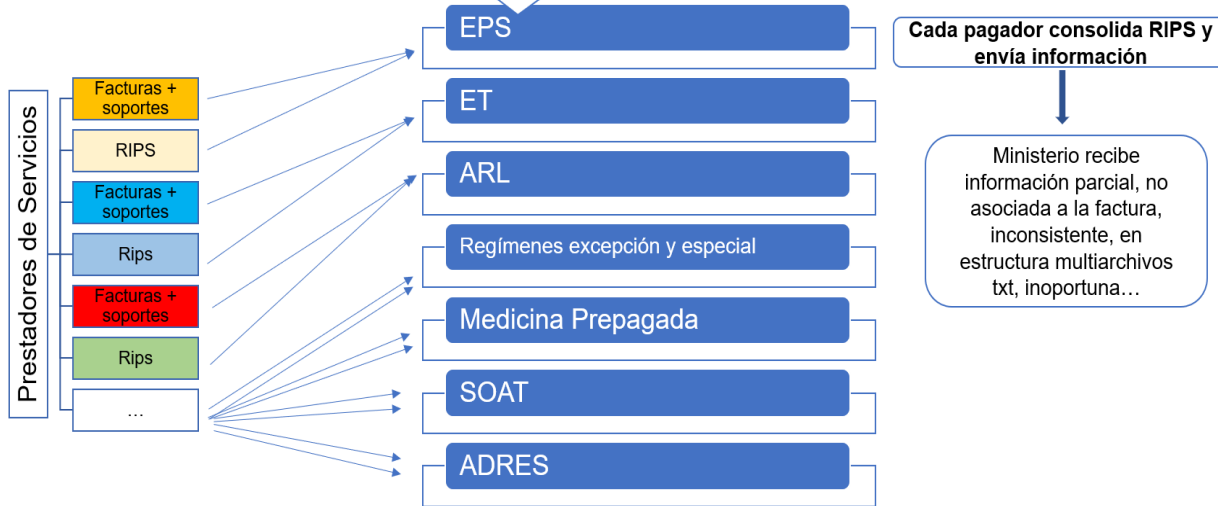 Prestadores de Servicios
Facturas +
soportes
RIPS
Facturas +
soportes
Rips
Facturas +
soportes
Rips
…
EPS
ET
ARL
Regímenes excepción y especial
Medicina Prepagada
SOAT
ADRES
Cada pagador consolida RIPS y
envía información
Ministerio recibe
información parcial, no
asociada a la factura,
inconsistente, en
estructura multiarchivos
txt, inoportuna…